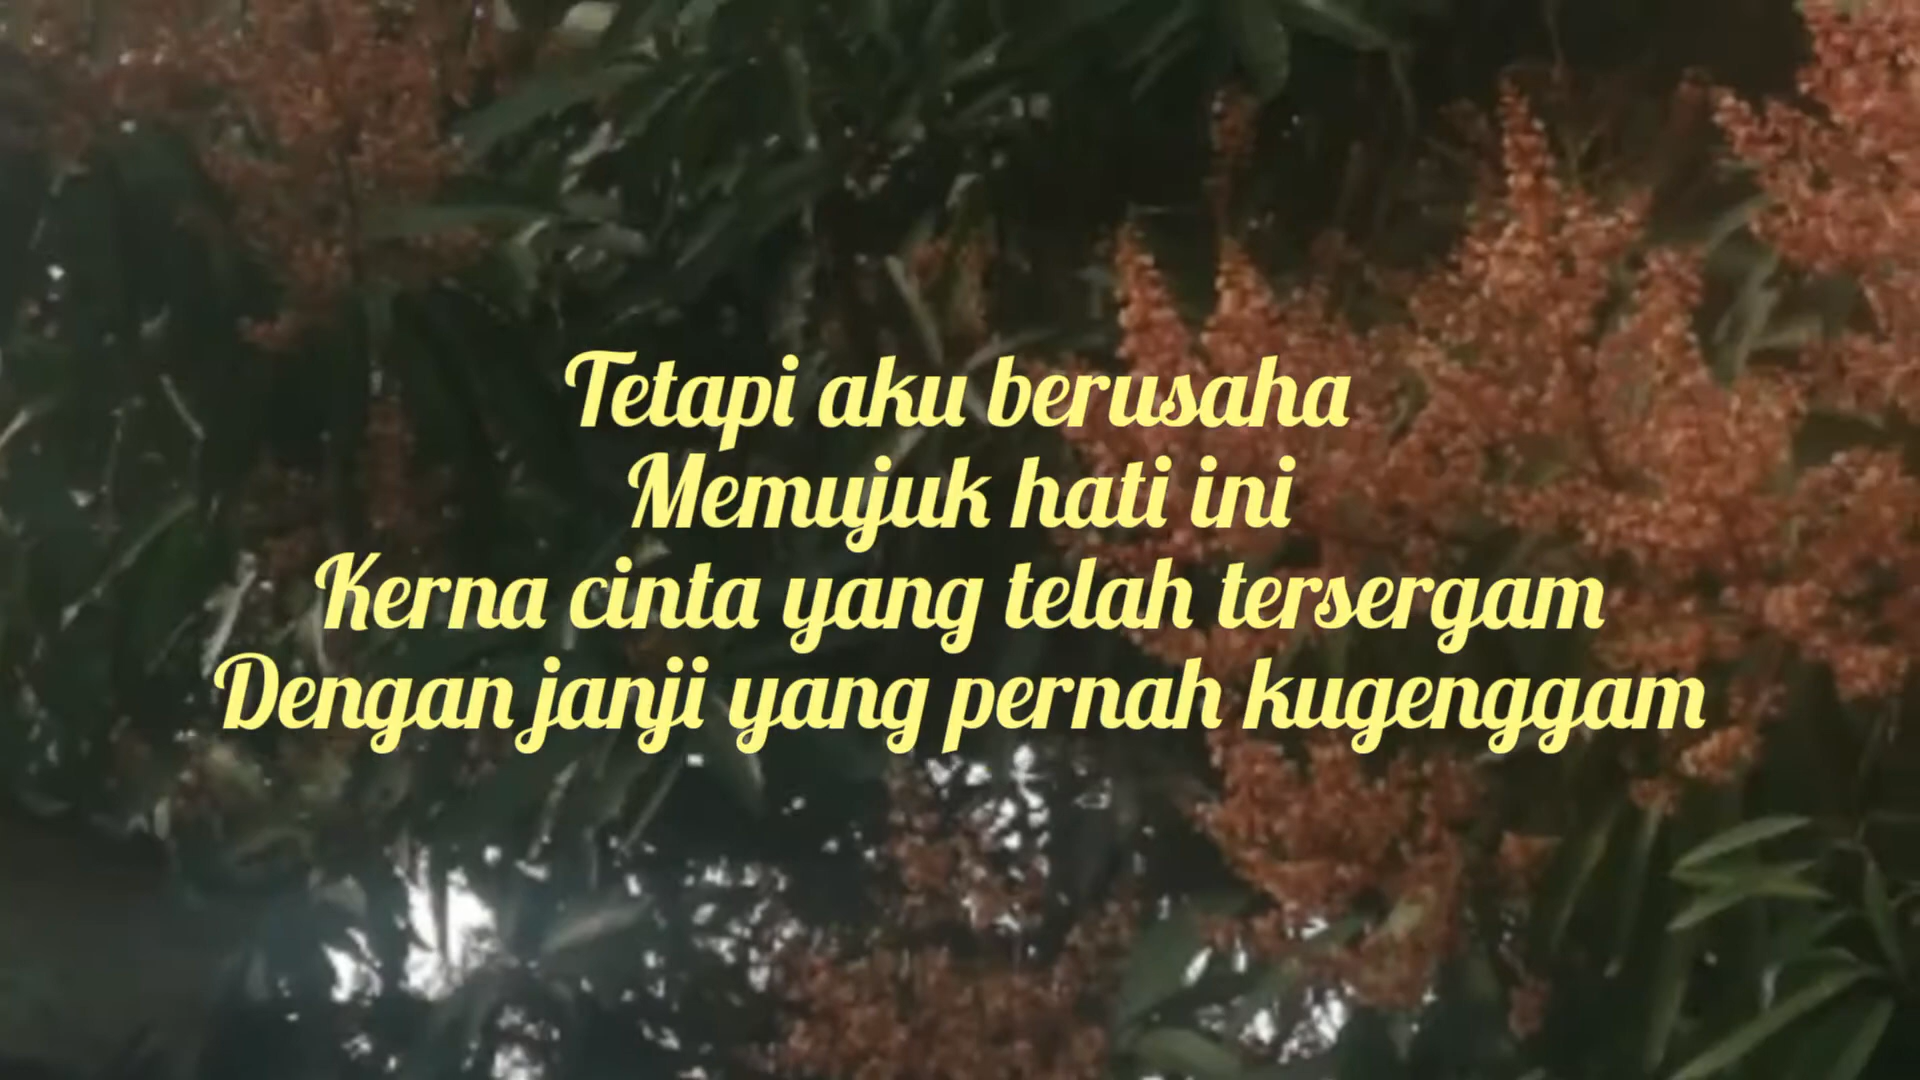 Tetapi aku berusaha
Memujuk hati ini
Kerna cinta yang telah tersergam
Dengan janji yang pernah kugenggam